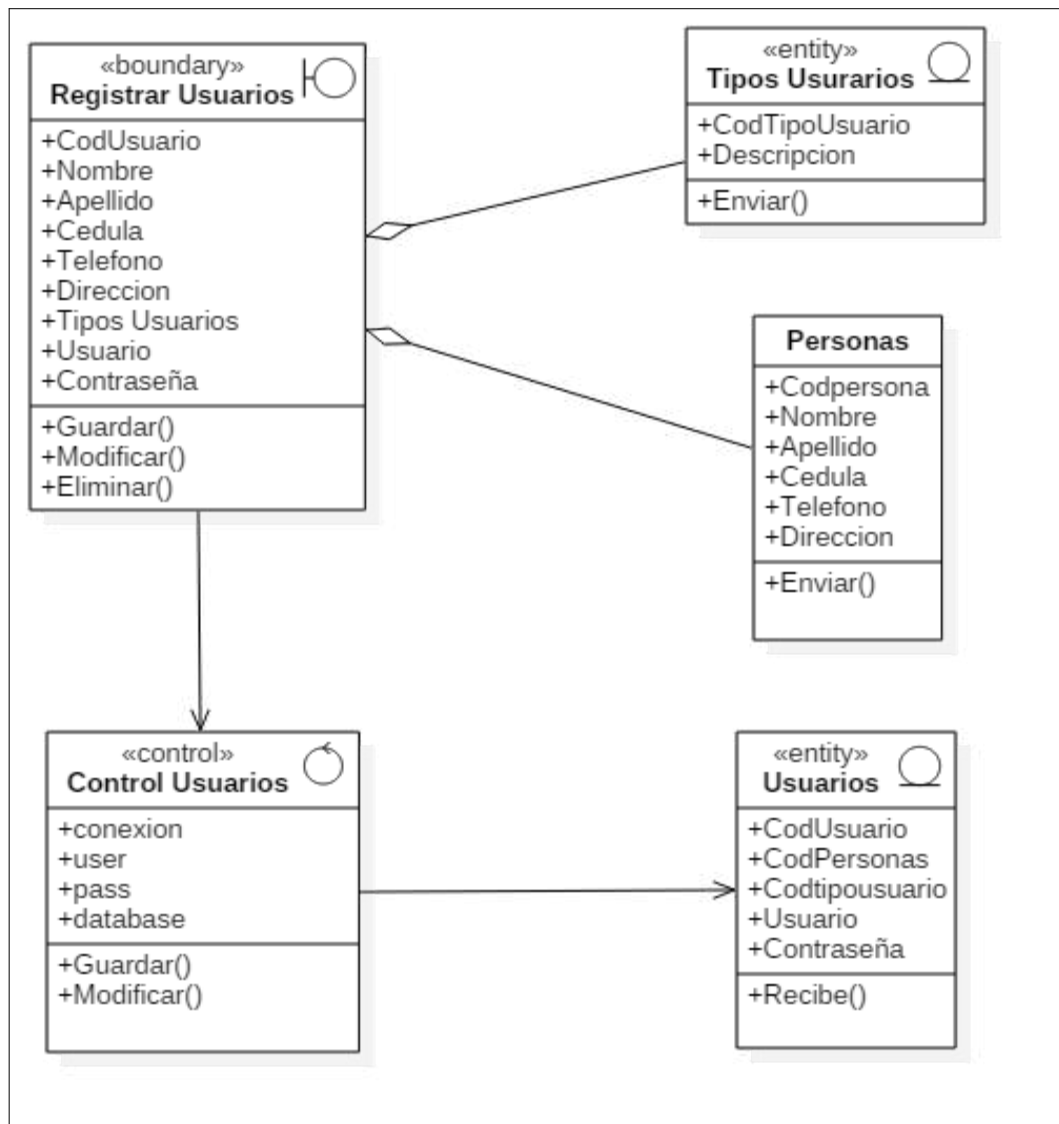 «boundary»
Registrar Usuarios
+CodUsuario
+Nombre
+Apellido
+Cedula
+Telefono
+Direccion
+Tipos Usuarios
+Usuario
+Contraseña
+Guardar()
+Modificar()
+Eliminar()
«entity»
Tipos Usurarios
+CodTipoUsuario
+Descripcion
+Enviar()
Personas
+Codpersona
+Nombre
+Apellido
+Cedula
+Telefono
+Direccion
+Enviar()
«control»
Control Usuarios
+conexion
+user
+pass
+database
+Guardar()
+Modificar()
«entity»
Usuarios
+CodUsuario
+CodPersonas
+Codtipousuario
+Usuario
+Contraseña
+Recibe()